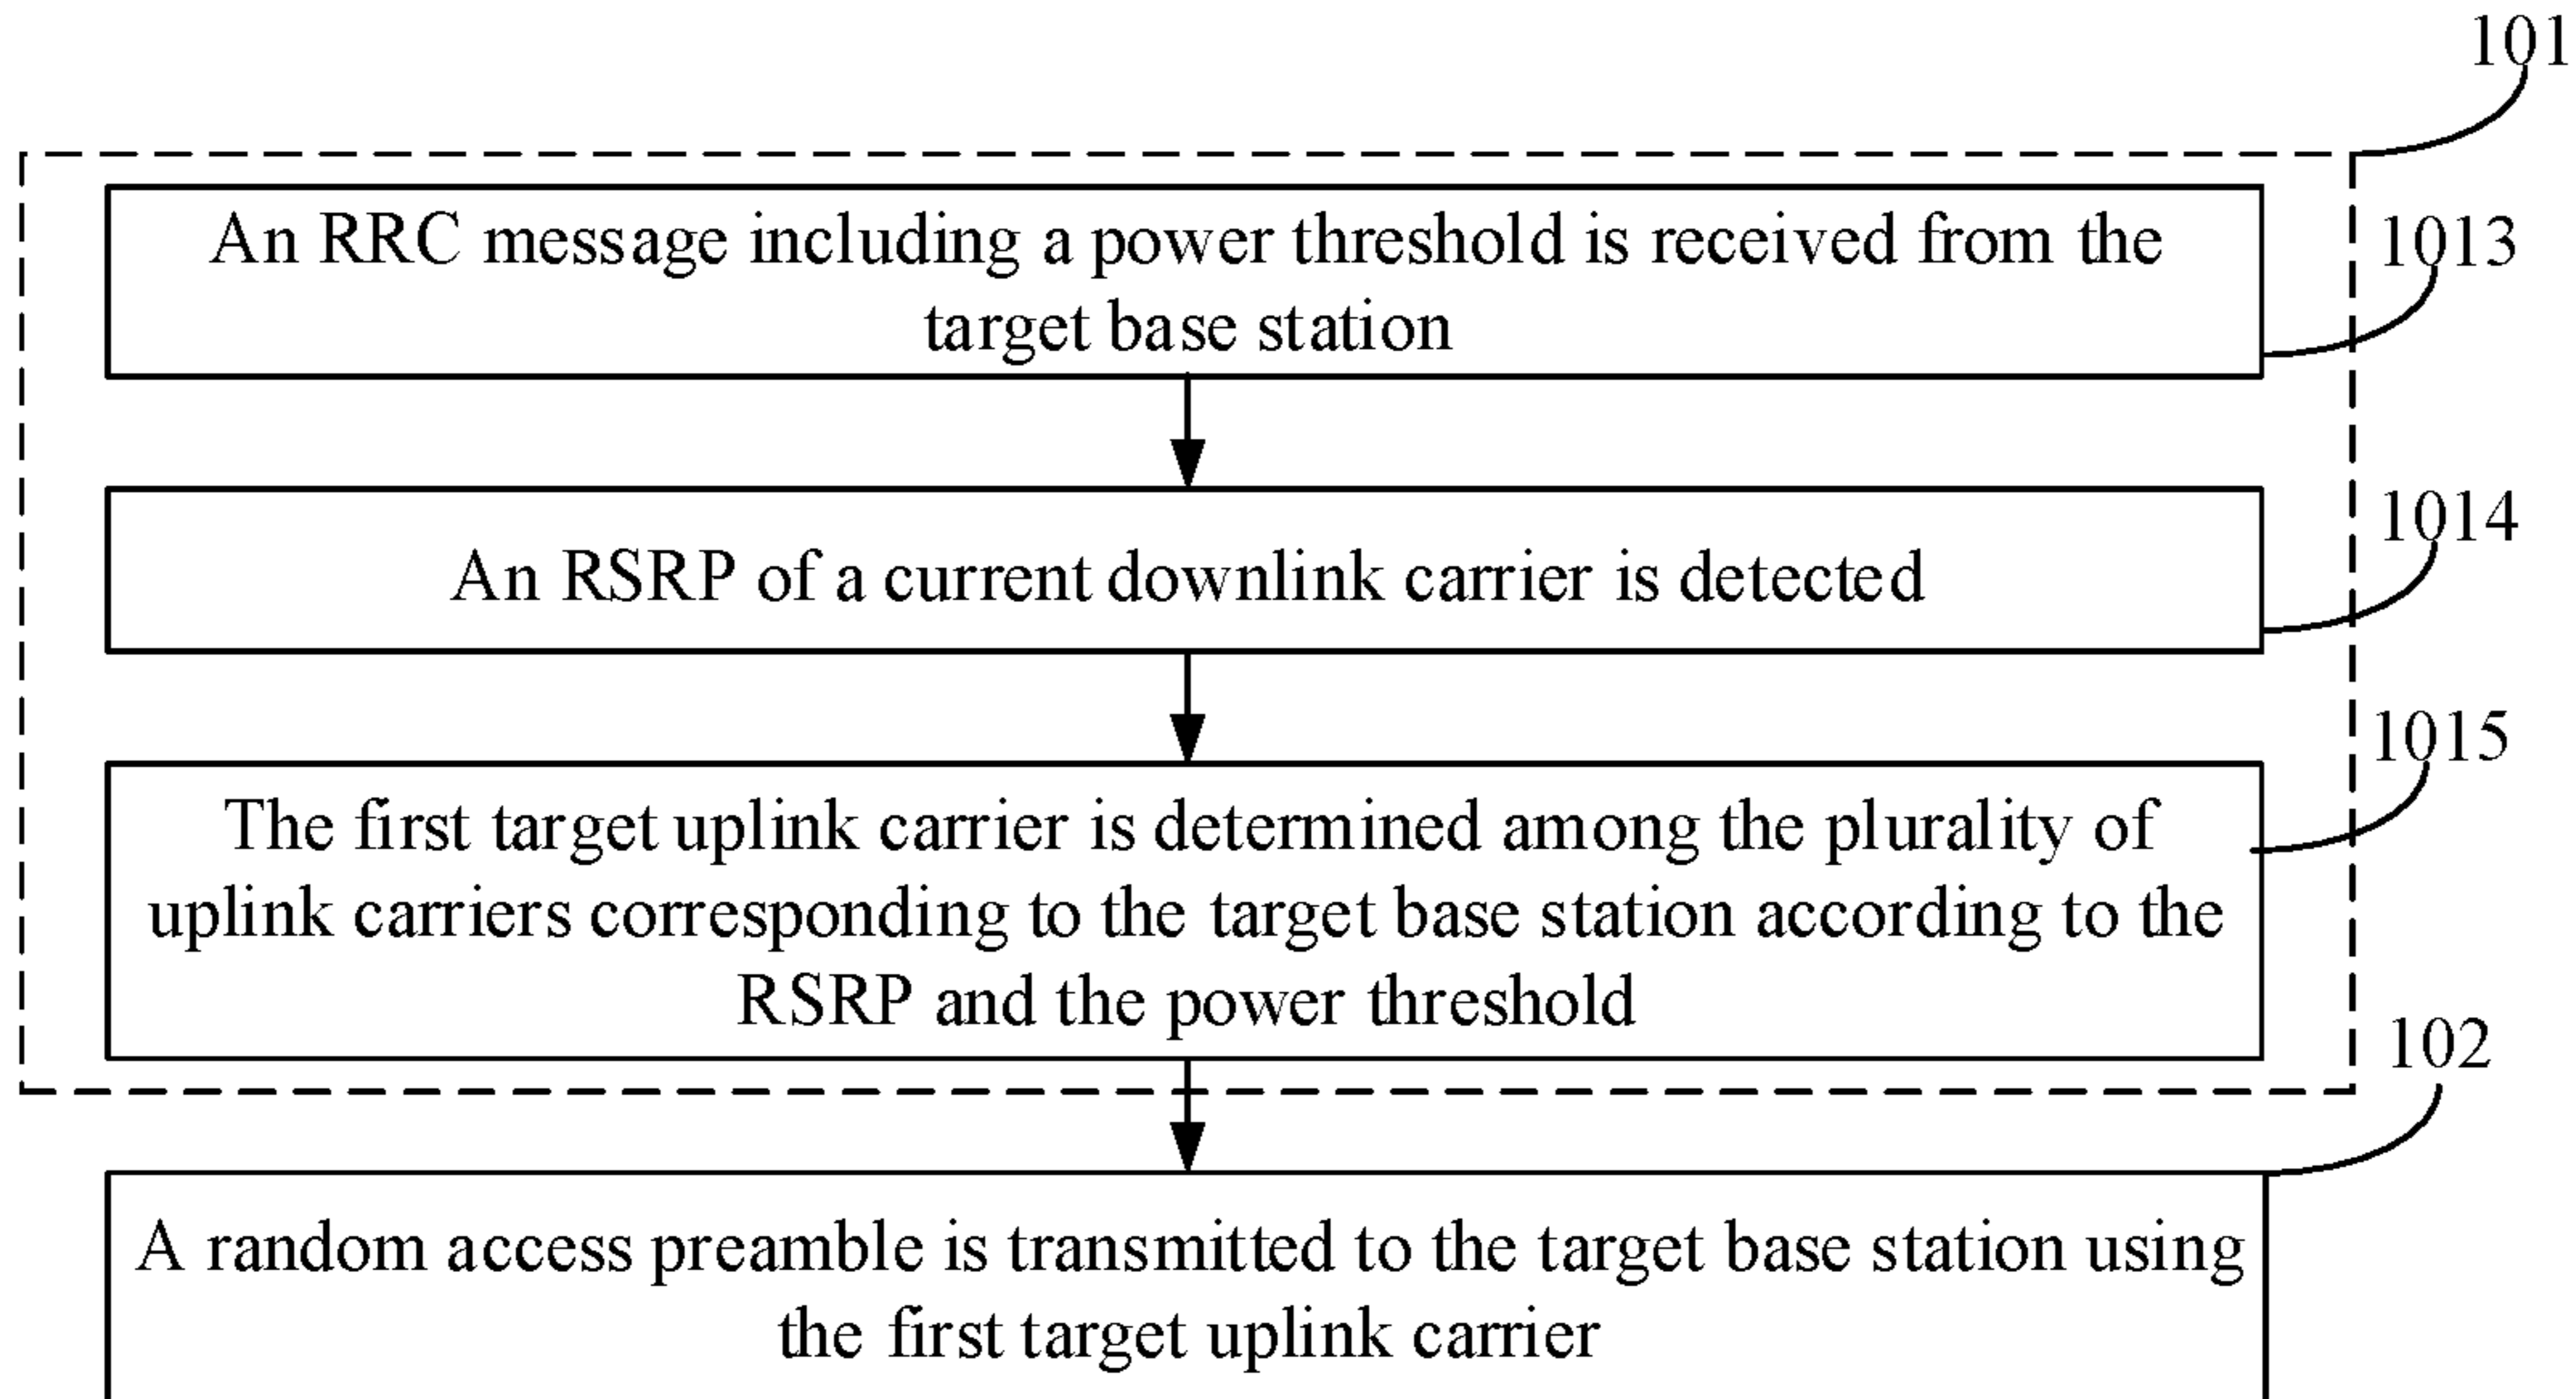 101
An RRC message including a power threshold is received from the
target base station
1013
An RSRP of a current downlink carrier is detected
1014
The first target uplink carrier is determined among the plurality of
uplink carriers corresponding to the target base station according to the
RSRP and the power threshold
1015
A random access preamble is transmitted to the target base station using
the first target uplink carrier
102